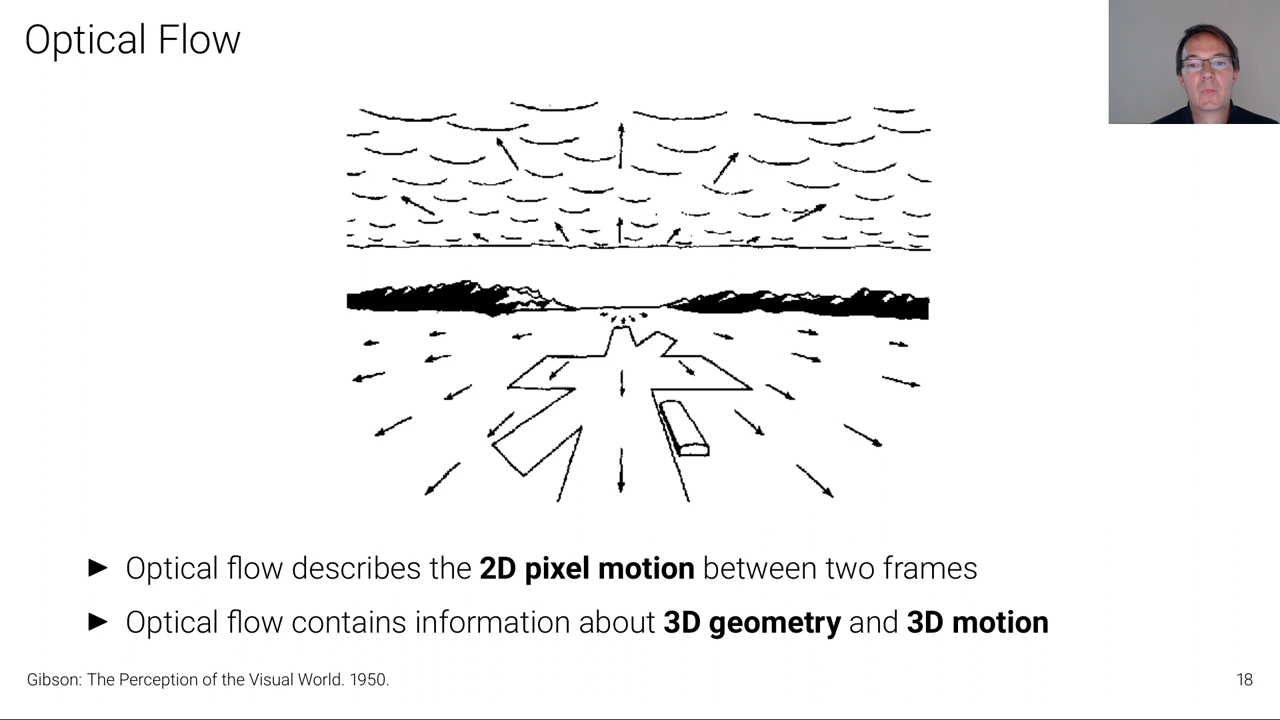 Optical Flow
► Optical flow describes the 2D pixel motion between two frames
► Optical flow contains information about 3D geometry and 3D motion
Gibson: The Perception of the Visual World. 1950.
18